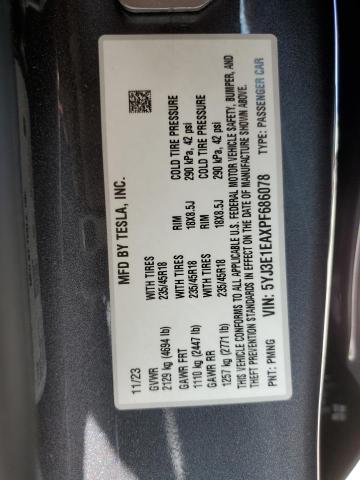 MFD BY TESLA, INC.
11/23
GVWR
2129 kg (4694 lb)
GAWR FRT WITH TIRES RIM COLD TIRE PRESSURE
1110 kg (2447 lb) 235/45R18 18X8.5J 290 kPa, 42 psi
GAWR RR WITH TIRES RIM COLD TIRE PRESSURE
1257 kg (2771 lb) 235/45R18 18X8.5J 290 kPa, 42 psi
THIS VEHICLE CONFORMS TO ALL APPLICABLE U.S. FEDERAL MOTOR VEHICLE SAFETY, BUMPER, AND
THEFT PREVENTION STANDARDS IN EFFECT ON THE DATE OF MANUFACTURE SHOWN ABOVE.
VIN: 5YJ3E1EAXPF686078 TYPE: PASSENGER CAR
PNT: PMNG